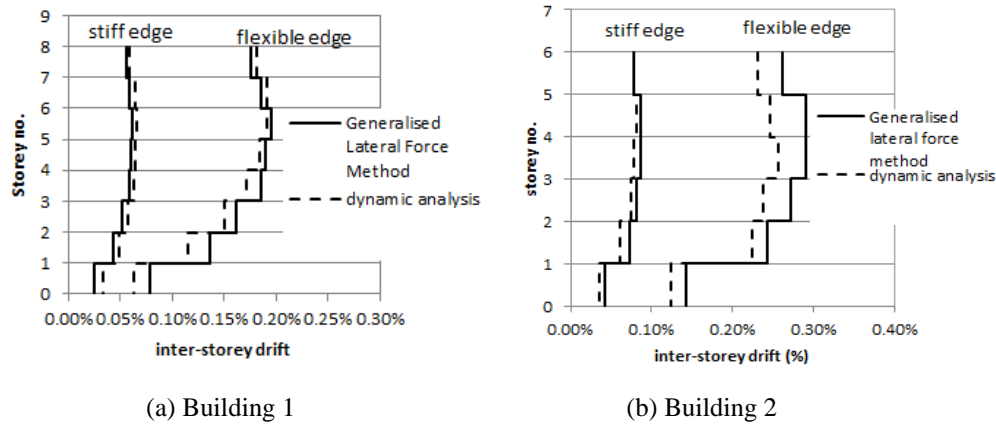 9
8
7
6
5
4
3
2
1
0
Storey no.
stiff edge
flexible edge
Generalised
Lateral Force
Method
dynamic analysis
0.00% 0.05% 0.10% 0.15% 0.20% 0.25% 0.30%
inter-storey drift
(a) Building 1
7
6
5
4
3
2
1
0
storey no.
stiff edge
flexible edge
Generalised
lateral force
method
dynamic analysis
0.00% 0.10% 0.20% 0.30% 0.40%
inter-storey drift (%)
(b) Building 2